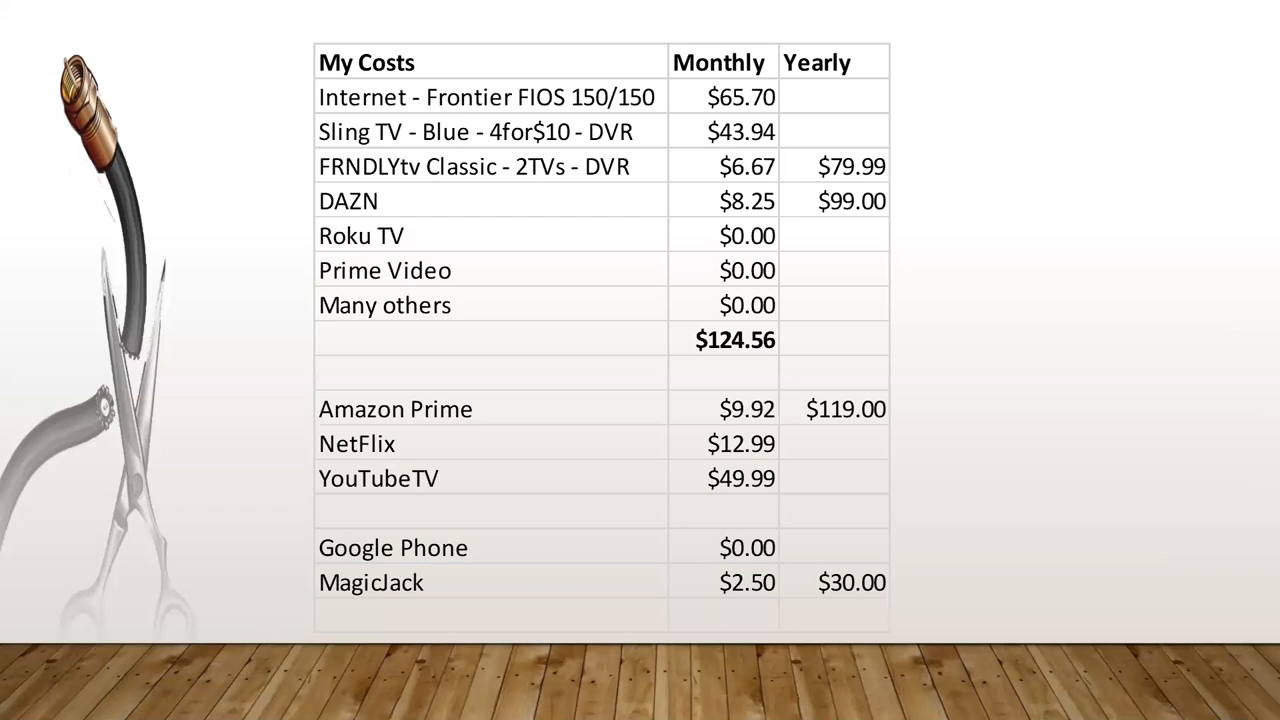 My Costs Monthly Yearly
Internet - Frontier FIOS 150/150 $65.70
Sling TV - Blue - 4for$10 - DVR $43.94
FRNDLYtv Classic - 2TVs - DVR $6.67 $79.99
DAZN $8.25 $99.00
Roku TV $0.00
Prime Video $0.00
Many others $0.00
$124.56
Amazon Prime $9.92 $119.00
NetFlix $12.99
YouTubeTV $49.99
Google Phone $0.00
MagicJack $2.50 $30.00